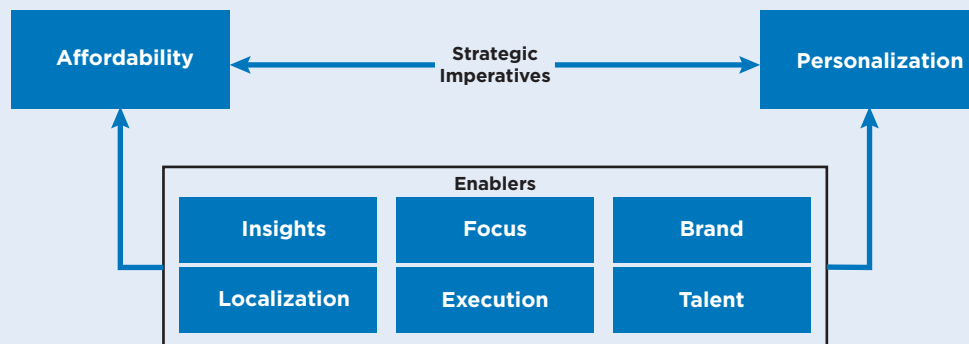 Affordability
Strategic
Imperatives
Personalization
Enablers
Insights
Focus
Brand
Localization
Execution
Talent